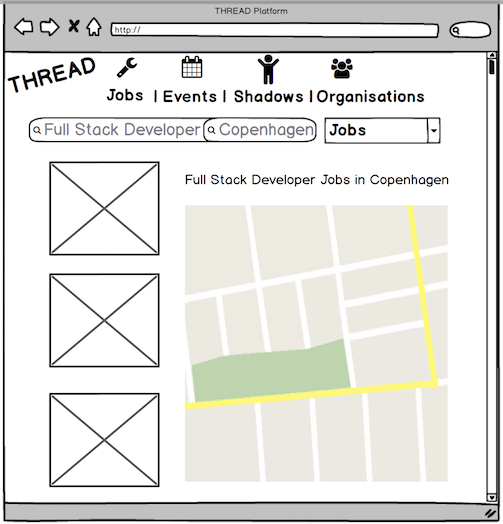 THREAD Platform
http://
THREAD
Jobs | Events | Shadows | Organisations
Full Stack Developer Copenhagen Jobs
Full Stack Developer Jobs in Copenhagen